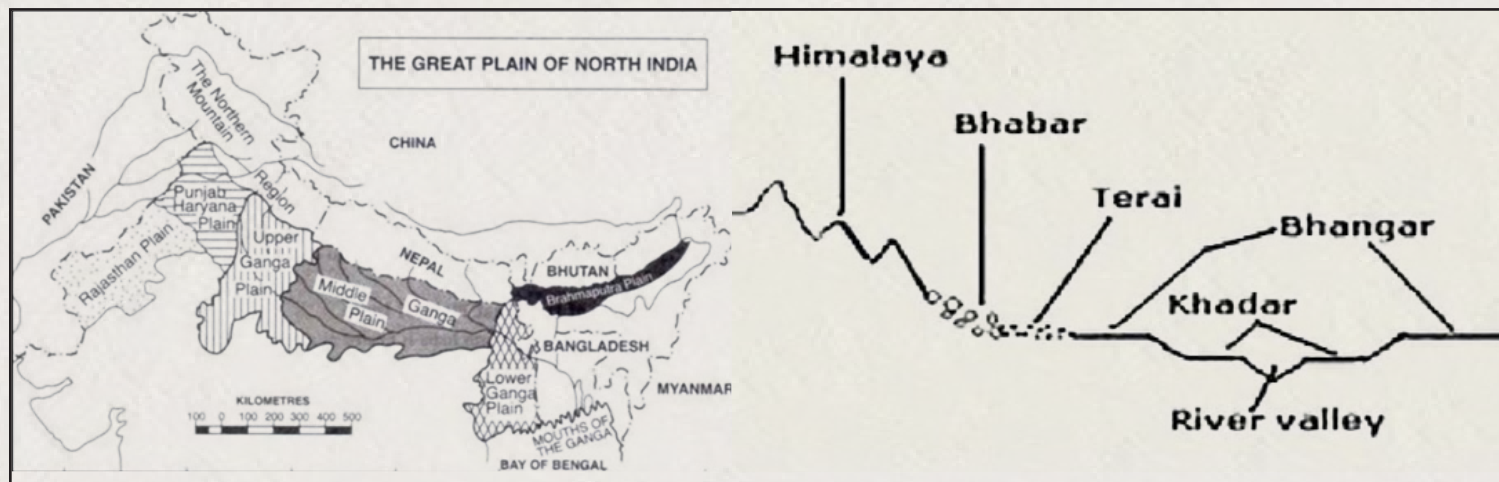 THE GREAT PLAIN OF NORTH INDIA
The Northern
Mountain
Region
CHINA
PAKISTAN
Punjab
Haryana
Plain
Rajasthan Plain
Upper
Ganga
Plain
NEPAL
Middle
Ganga
Plain
BHUTAN
Brahmaputra Plain
BANGLADESH
MYANMAR
Lower
Ganga
Plain
MOUTHS OF
THE GANGA
BAY OF BENGAL
KILOMETRES
100 0 100 200 300 400 500
Himalaya
Bhabar
Terai
Bhangar
Khadar
River valley